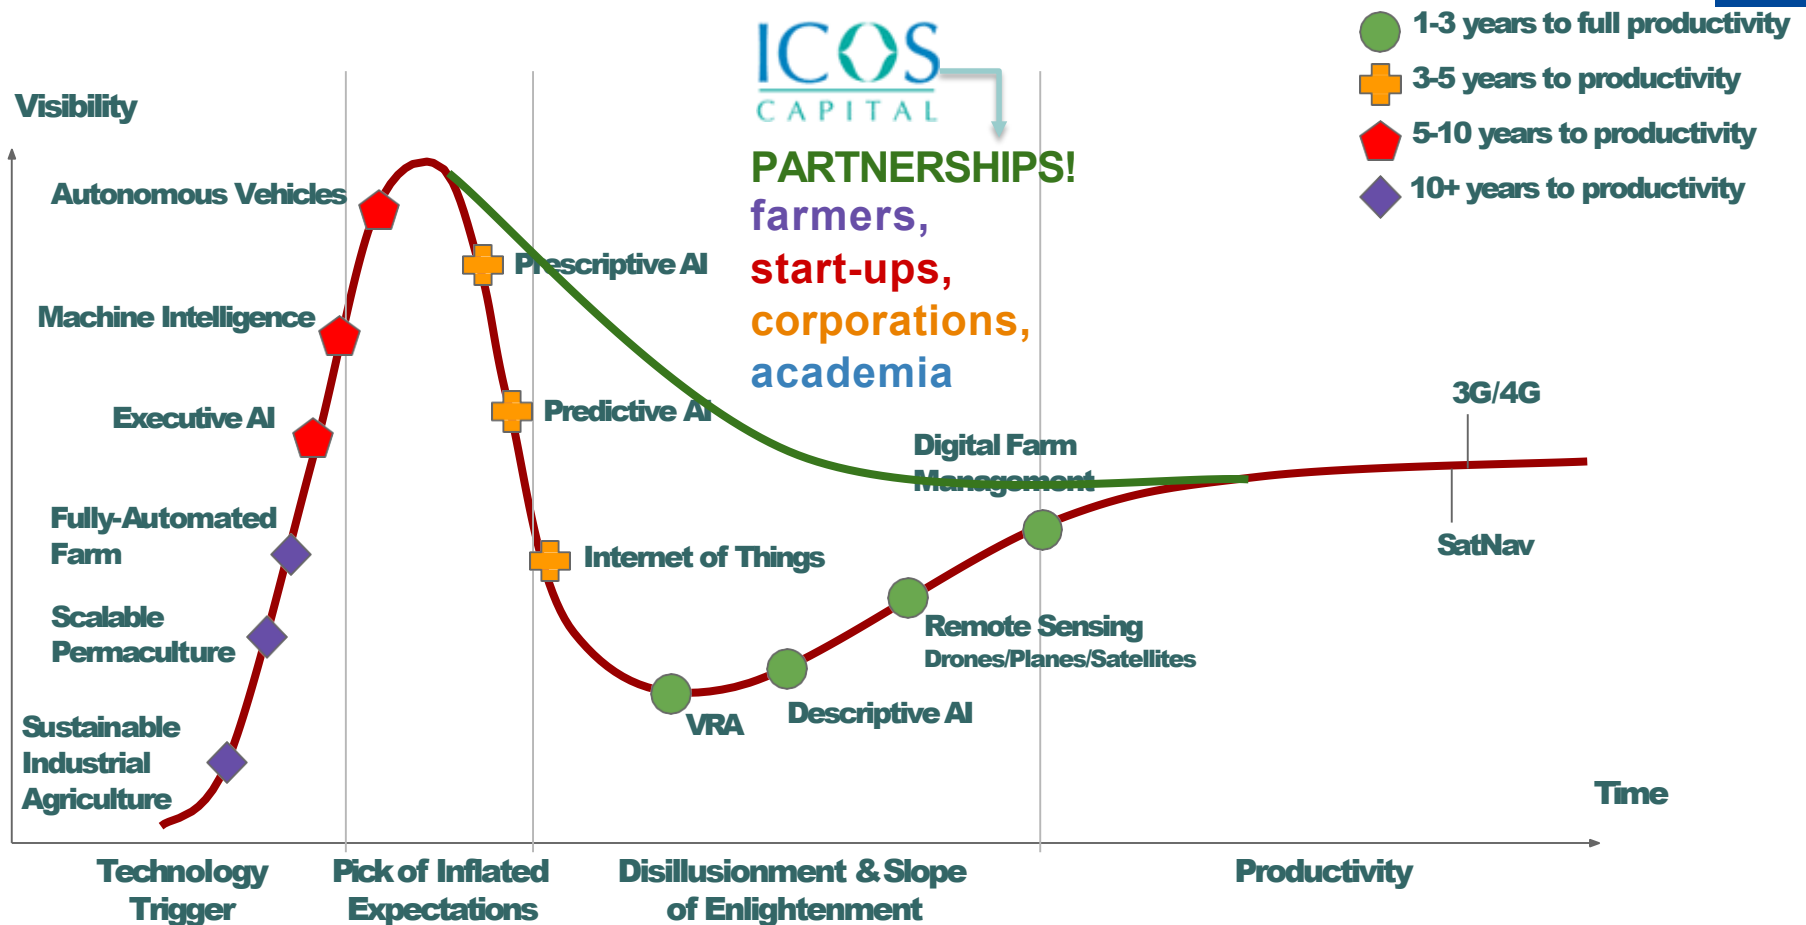 ICOS
CAPITAL
1-3 years to full productivity
3-5 years to productivity
5-10 years to productivity
10+ years to productivity
Visibility
PARTNERSHIPS!
farmers,
start-ups,
corporations,
academia
Autonomous Vehicles
Prescriptive AI
Machine Intelligence
Executive AI
Predictive AI
3G/4G
Digital Farm
Management
Fully-Automated
Farm
Internet of Things
SatNav
Scalable
Permaculture
Remote Sensing
Drones/Planes/Satellites
VRA
Descriptive AI
Sustainable
Industrial
Agriculture
Time
Technology
Trigger
Pick of Inflated
Expectations
Disillusionment & Slope
of Enlightenment
Productivity